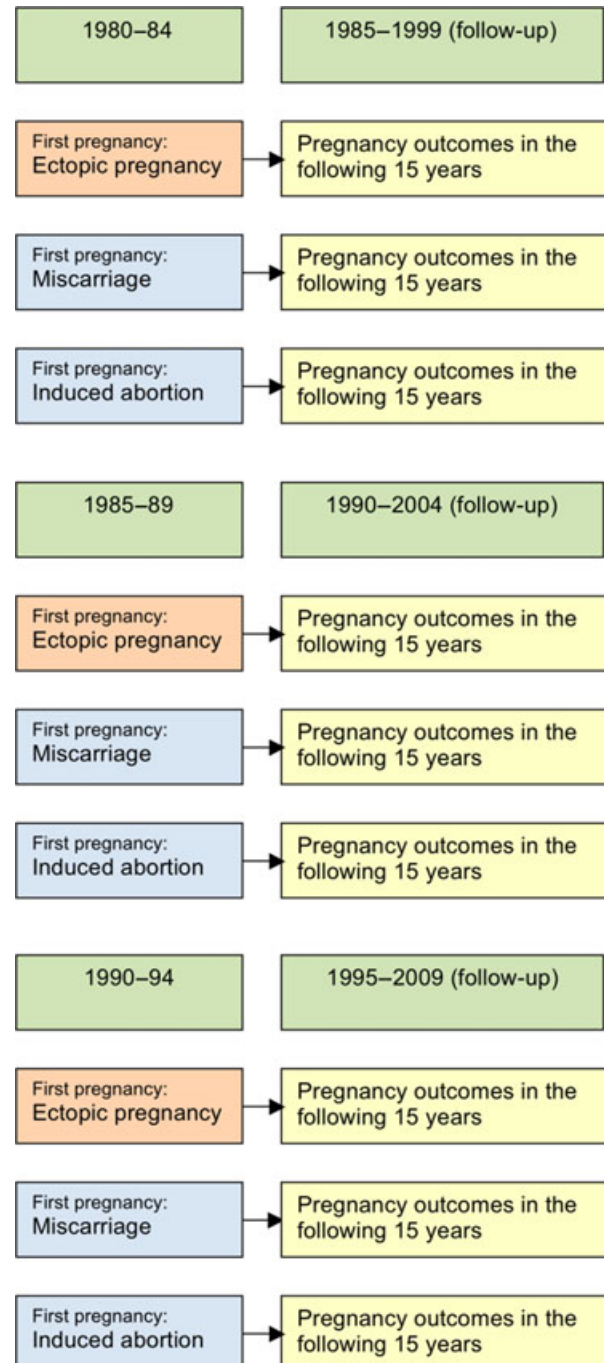 1980–84
1985–1999 (follow-up)
First pregnancy:
Ectopic pregnancy
Pregnancy outcomes in the
following 15 years
First pregnancy:
Miscarriage
Pregnancy outcomes in the
following 15 years
First pregnancy:
Induced abortion
Pregnancy outcomes in the
following 15 years
1985–89
1990–2004 (follow-up)
First pregnancy:
Ectopic pregnancy
Pregnancy outcomes in the
following 15 years
First pregnancy:
Miscarriage
Pregnancy outcomes in the
following 15 years
First pregnancy:
Induced abortion
Pregnancy outcomes in the
following 15 years
1990–94
1995–2009 (follow-up)
First pregnancy:
Ectopic pregnancy
Pregnancy outcomes in the
following 15 years
First pregnancy:
Miscarriage
Pregnancy outcomes in the
following 15 years
First pregnancy:
Induced abortion
Pregnancy outcomes in the
following 15 years